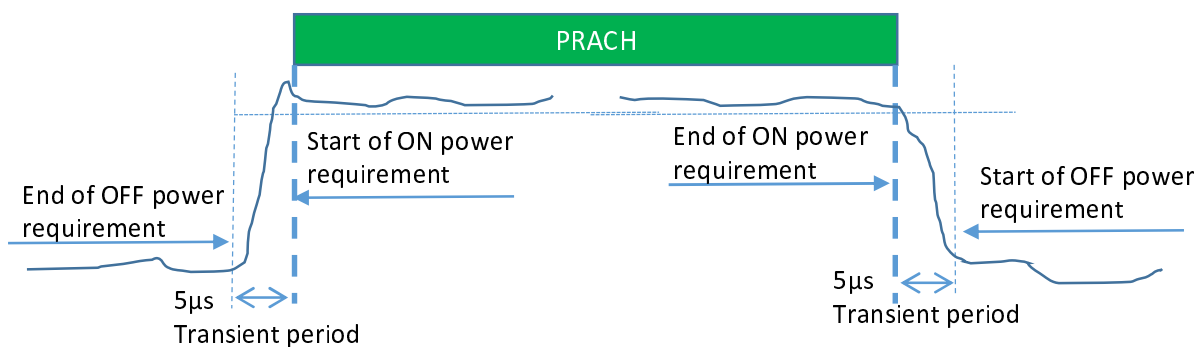 PRACH
Start of ON power
requirement
End of ON power
requirement
End of OFF power
requirement
Start of OFF power
requirement
5µs
Transient period
5µs
Transient period